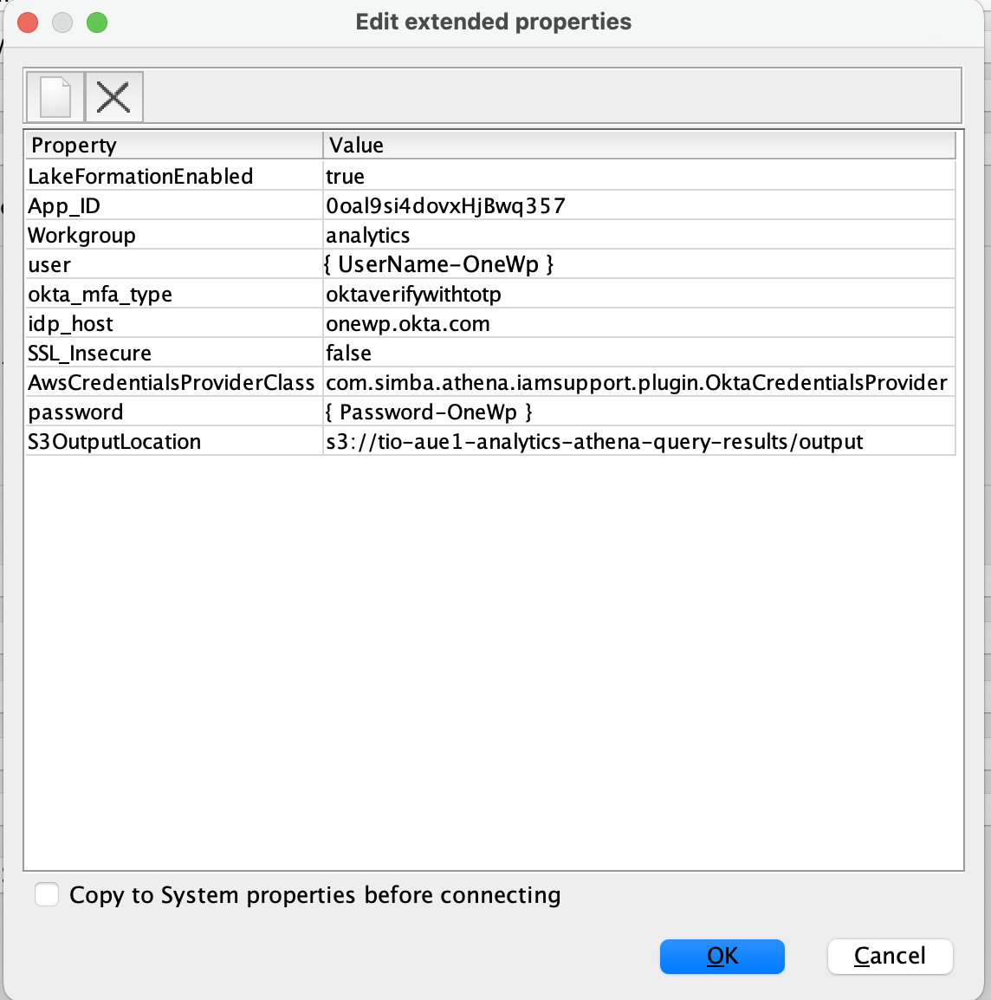 Edit extended properties
Property Value
LakeFormationEnabled true
App_ID 0oal9si4dovxHjBwq357
Workgroup analytics
user { UserName-OneWp }
okta_mfa_type oktaverifywithtotp
idp_host onewp.okta.com
SSL_Insecure false
AwsCredentialsProviderClass com.simba.athena.iamsupport.plugin.OktaCredentialsProvider
password { Password-OneWp }
S3OutputLocation s3://tio-aue1-analytics-athena-query-results/output
Copy to System properties before connecting
OK Cancel